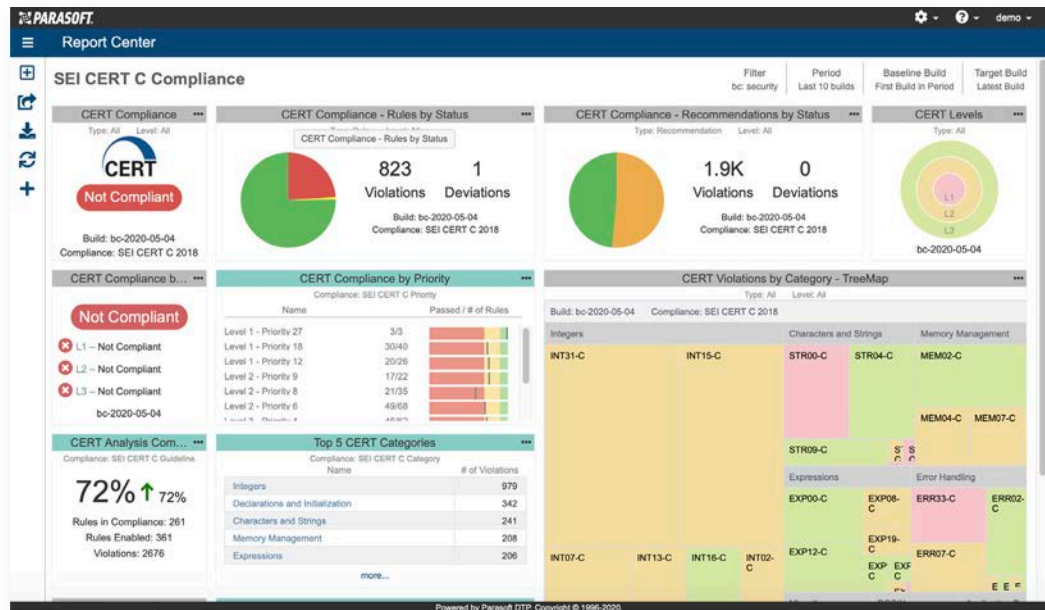 PARASOFT.
demo
Report Center
SEI CERT C Compliance
Filter
bc: security
Period
Last 10 builds
Baseline Build
First Build in Period
Target Build
Latest Build
CERT Compliance
Type: All Level: All
CERT
Not Compliant
Build: bc-2020-05-04
Compliance: SEI CERT C 2018
CERT Compliance - Rules by Status
CERT Compliance - Rules by Status
823
Violations
1
Deviations
Build: bc-2020-05-04
Compliance: SEI CERT C 2018
CERT Compliance - Recommendations by Status
Type: Recommendation Level: All
1.9K
Violations
0
Deviations
Build: bc-2020-05-04
Compliance: SEI CERT C 2018
CERT Levels
Type: All
L1
L2
L3
bc-2020-05-04
CERT Compliance b...
Not Compliant
L1 – Not Compliant
L2 – Not Compliant
L3 – Not Compliant
bc-2020-05-04
CERT Compliance by Priority
Compliance: SEI CERT C Priority
Name Passed / # of Rules
Level 1 - Priority 27 3/3
Level 1 - Priority 18 30/40
Level 1 - Priority 12 20/26
Level 2 - Priority 9 17/22
Level 2 - Priority 8 21/35
Level 2 - Priority 6 49/68
CERT Violations by Category - TreeMap
Type: All Level: All
Build: bc-2020-05-04 Compliance: SEI CERT C 2018
Integers
INT31-C
INT15-C
INT07-C
INT13-C
INT16-C
INT02-
C
Characters and Strings
STR00-C
STR04-C
STR09-C
Memory Management
MEM02-C
MEM04-C
MEM07-C
Expressions
EXP00-C
EXP08-
C
EXP19-
C
EXP12-C
EXP EXP
C C
Error Handling
ERR33-C
ERR02-
C
ERR07-C
E E
CERT Analysis Com...
Compliance: SEI CERT C Guideline
72% 72%
Rules in Compliance: 261
Rules Enabled: 361
Violations: 2676
Top 5 CERT Categories
Compliance: SEI CERT C Category
Name # of Violations
Integers 979
Declarations and Initialization 342
Characters and Strings 241
Memory Management 208
Expressions 206
more...
Powered by Parasoft DTP. Copyright © 1996-2020.